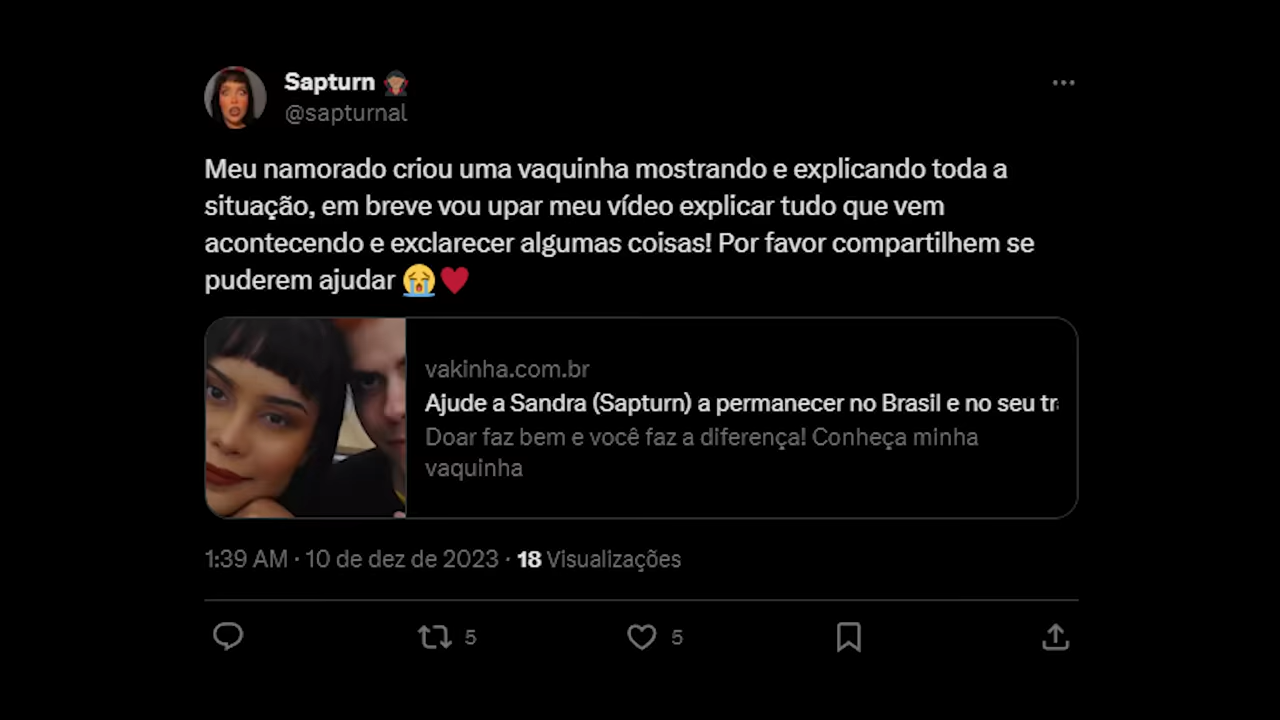 Sapturn
@sapturnal
Meu namorado criou uma vaquinha mostrando e explicando toda a
situação, em breve vou upar meu vídeo explicar tudo que vem
acontecendo e exclarecer algumas coisas! Por favor compartilhem se
puderem ajudar
vakinha.com.br
Ajude a Sandra (Sapturn) a permanecer no Brasil e no seu
Doar faz bem e você faz a diferença! Conheça minha
vaquinha
1:39 AM · 10 de dez de 2023 · 18 Visualizações
5
5